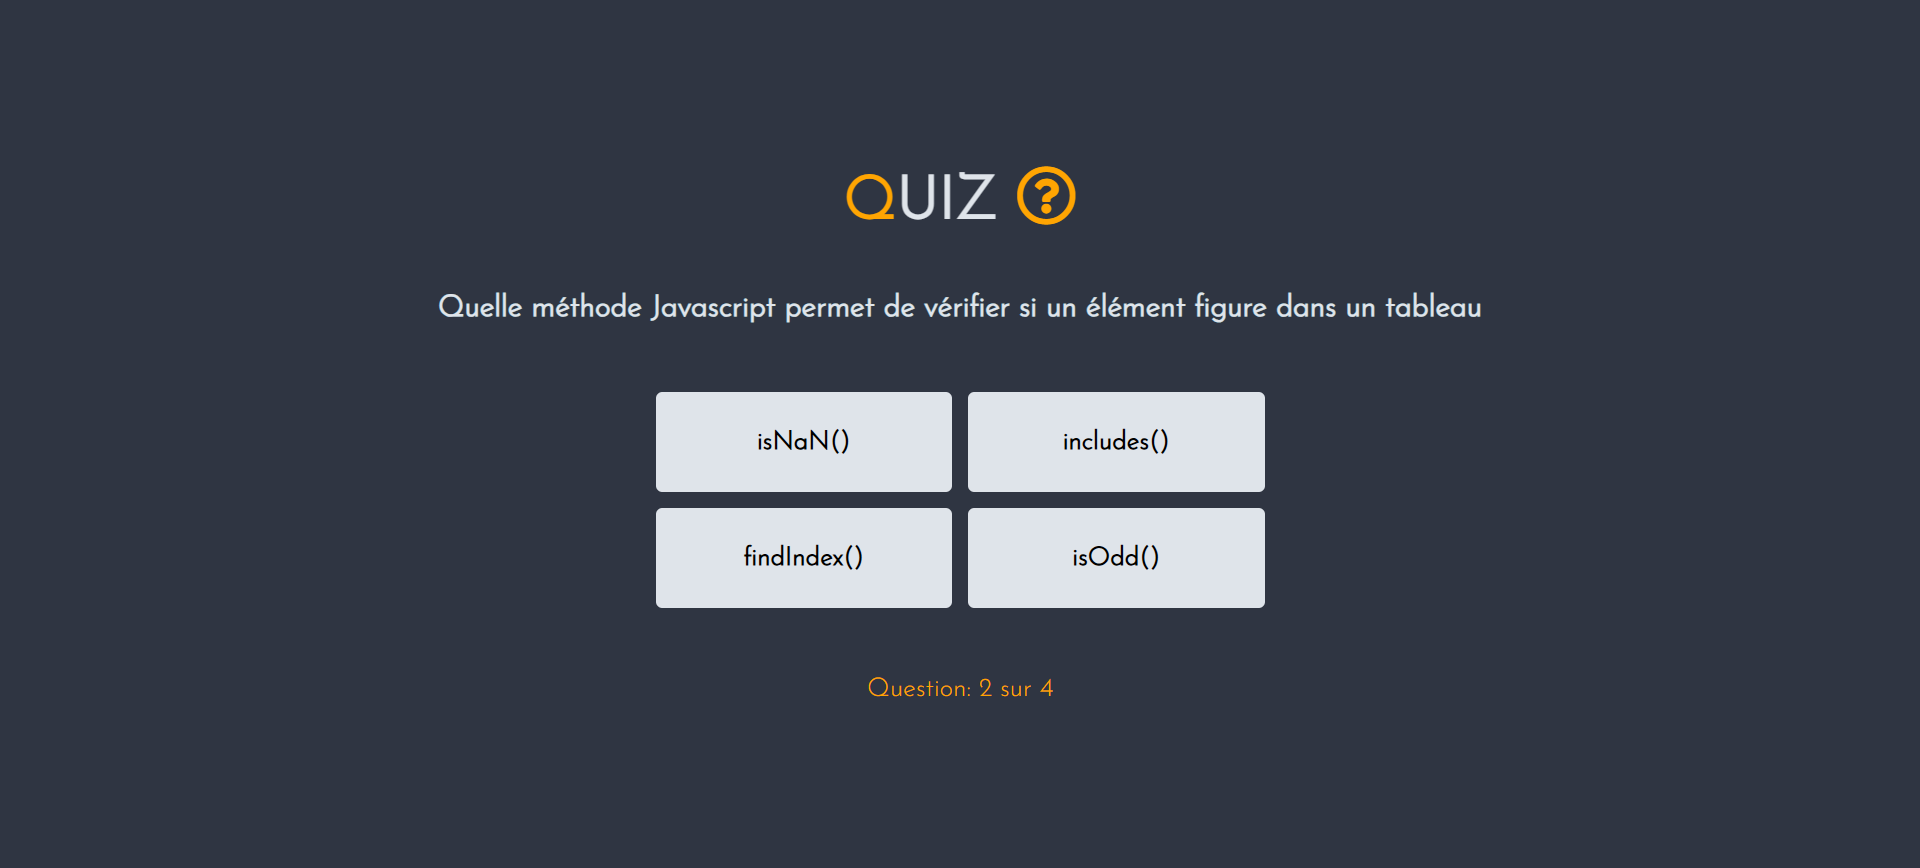 QUIZ ?
Quelle méthode Javascript permet de vérifier si un élément figure dans un tableau
isNaN()
includes()
findIndex()
isOdd()
Question: 2 sur 4